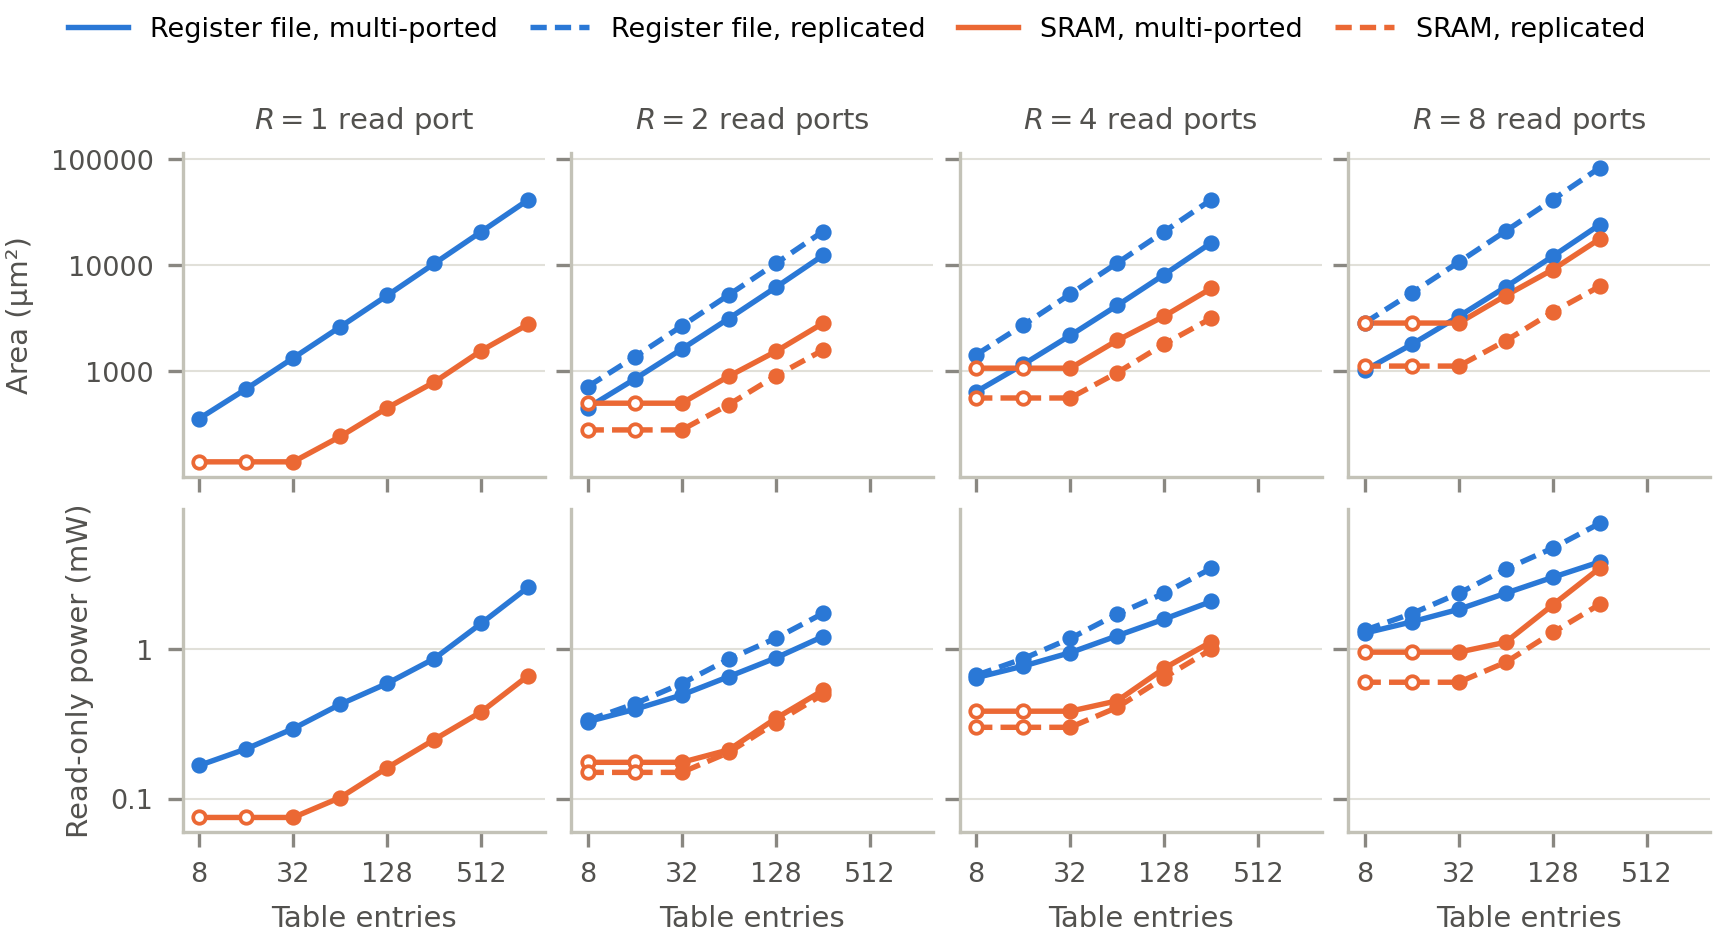 Register file, multi-ported Register file, replicated SRAM, multi-ported SRAM, replicated
R = 1 read port R = 2 read ports R = 4 read ports R = 8 read ports
Area (µm²)
100000
10000
1000
Read-only power (mW)
1
0.1
8 32 128 512 8 32 128 512 8 32 128 512 8 32 128 512
Table entries Table entries Table entries Table entries